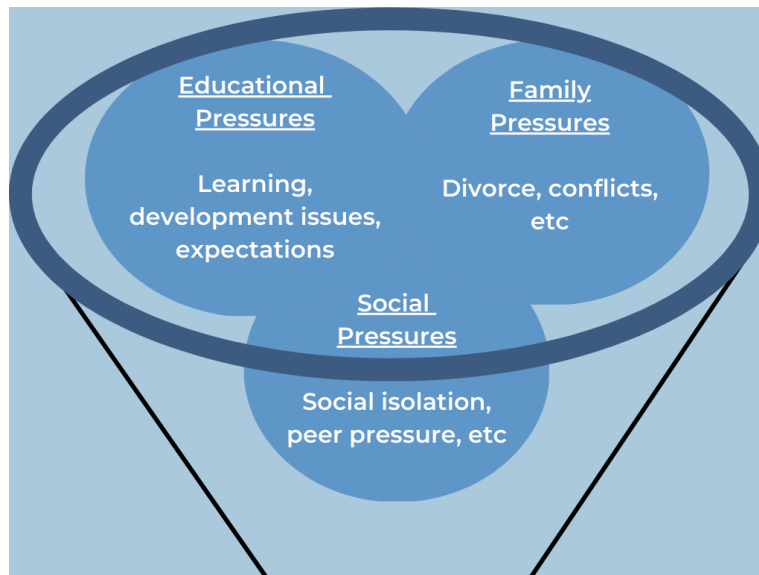 Educational
Pressures
Learning,
development issues,
expectations
Family
Pressures
Divorce, conflicts,
etc
Social
Pressures
Social isolation,
peer pressure, etc